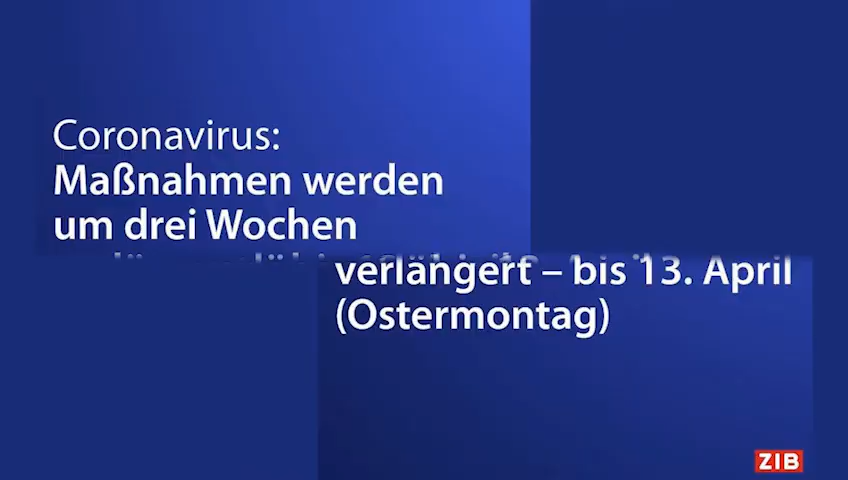 Coronavirus:
Maßnahmen werden
um drei Wochen
verlängert – bis 13. April
(Ostermontag)
ZIB